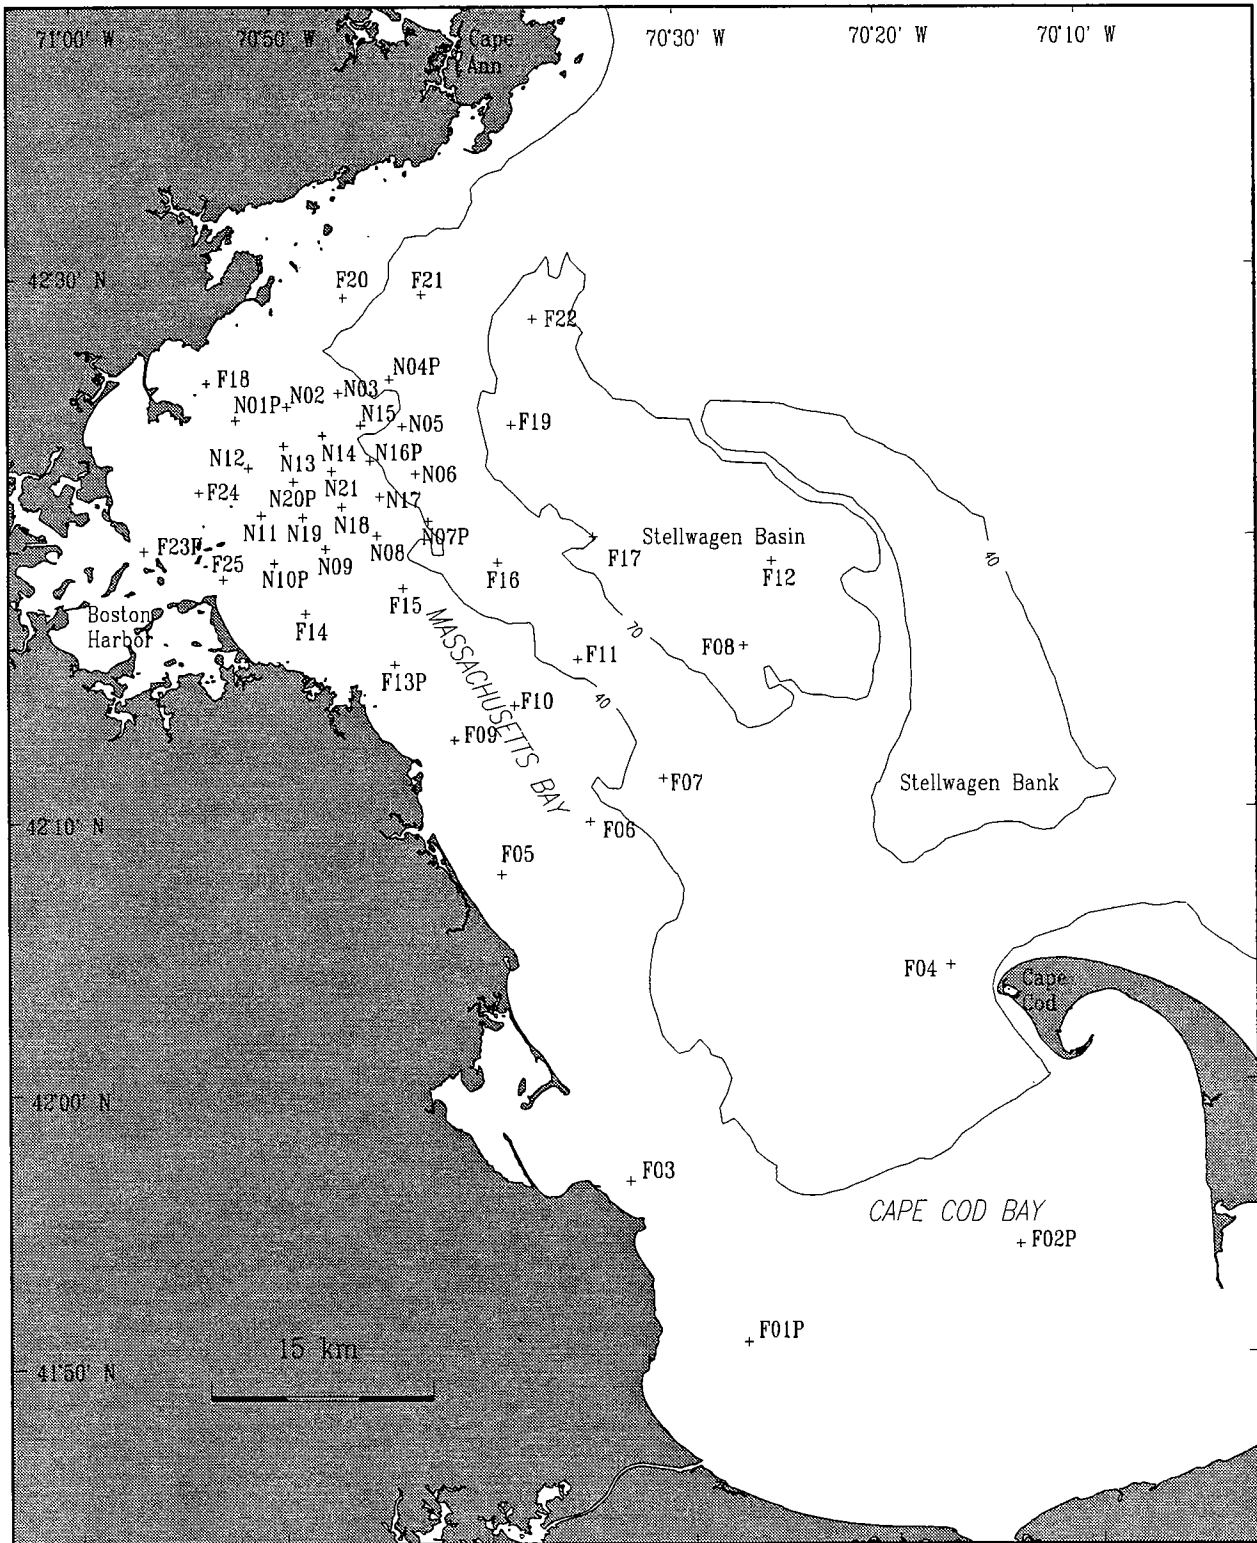 71°00' W
70°50' W
70°30' W
70°20' W
70°10' W
Cape
Ann
42°30' N
F20
F21
F22
N04P
F18
N02
N03
N01P
N15
N05
F19
N14
N16P
N12
N13
N06
F24
N20P
N21
N17
N11
N19
N18
N07P
Stellwagen Basin
F23P
N08
F17
40
F25
N10P
N09
F16
F12
F15
Boston
Harbor
F14
MASSACHUSETTS BAY
70
F08
F11
F13P
F10
40
F09
F07
Stellwagen Bank
42°10' N
F06
F05
F04
Cape
Cod
42°00' N
F03
CAPE COD BAY
F02P
F01P
15 km
41°50' N